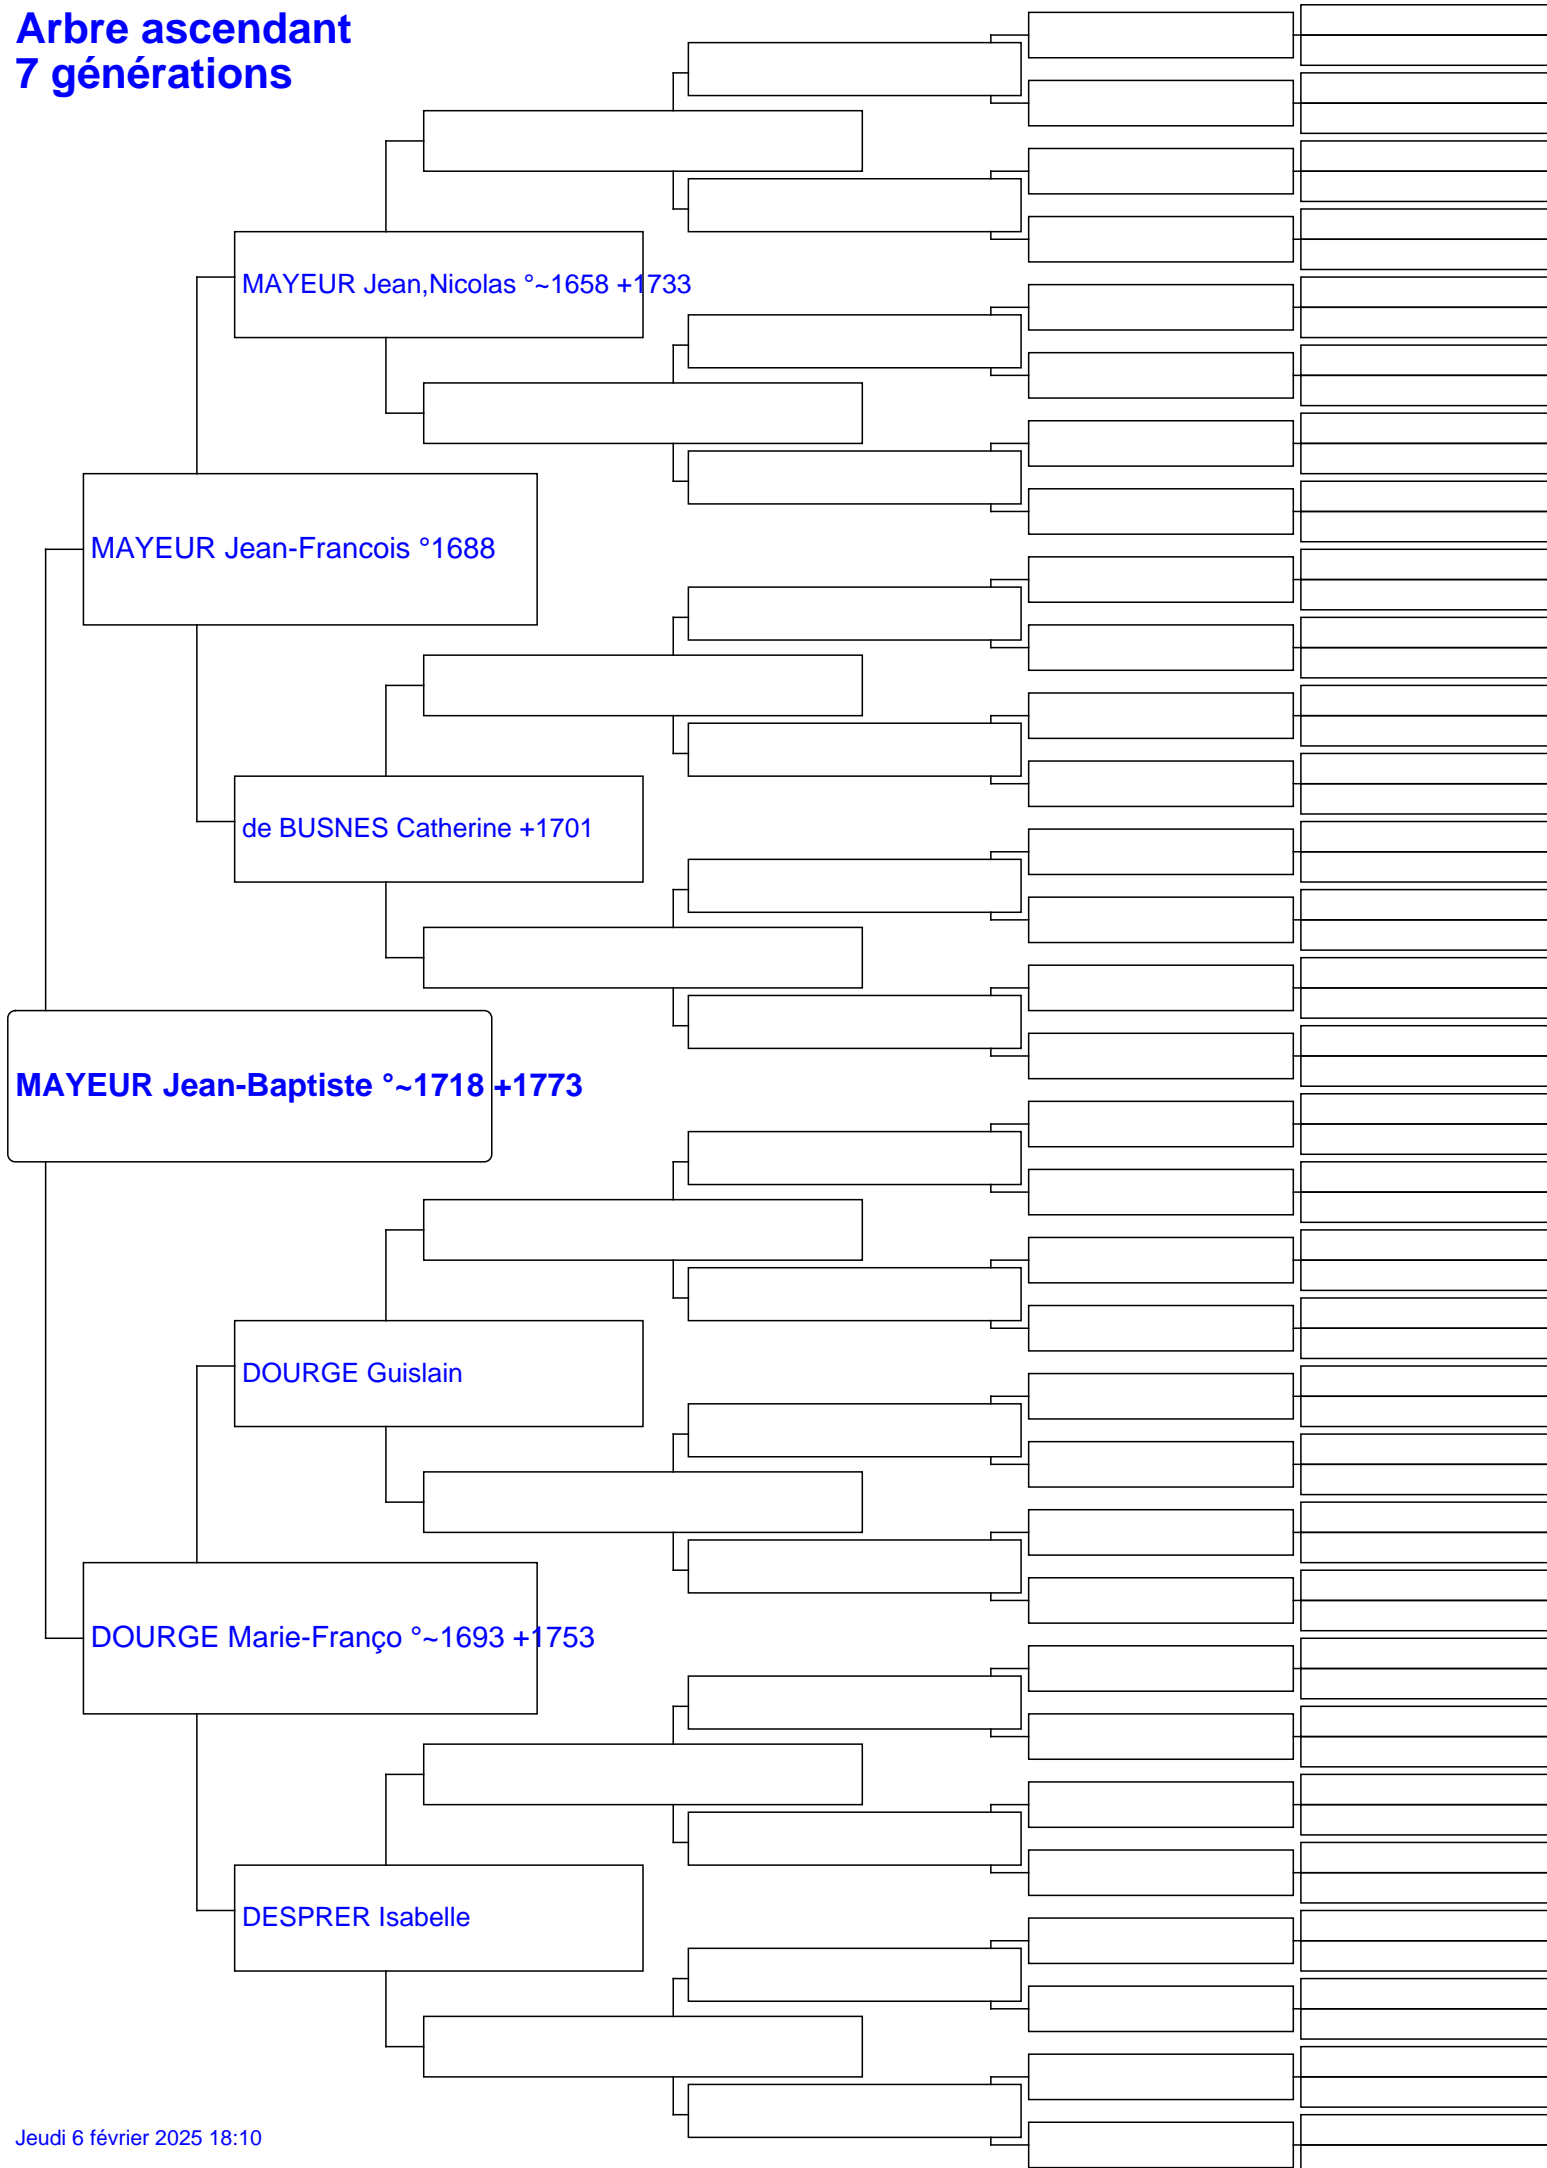 Arbre ascendant
7 générations
MAYEUR Jean,Nicolas °~1658 +1733
MAYEUR Jean-Francois °1688
de BUSNES Catherine +1701
MAYEUR Jean-Baptiste °~1718 +1773
DOURGE Guislain
DOURGE Marie-Franço °~1693 +1753
DESPRER Isabelle
Jeudi 6 février 2025 18:10